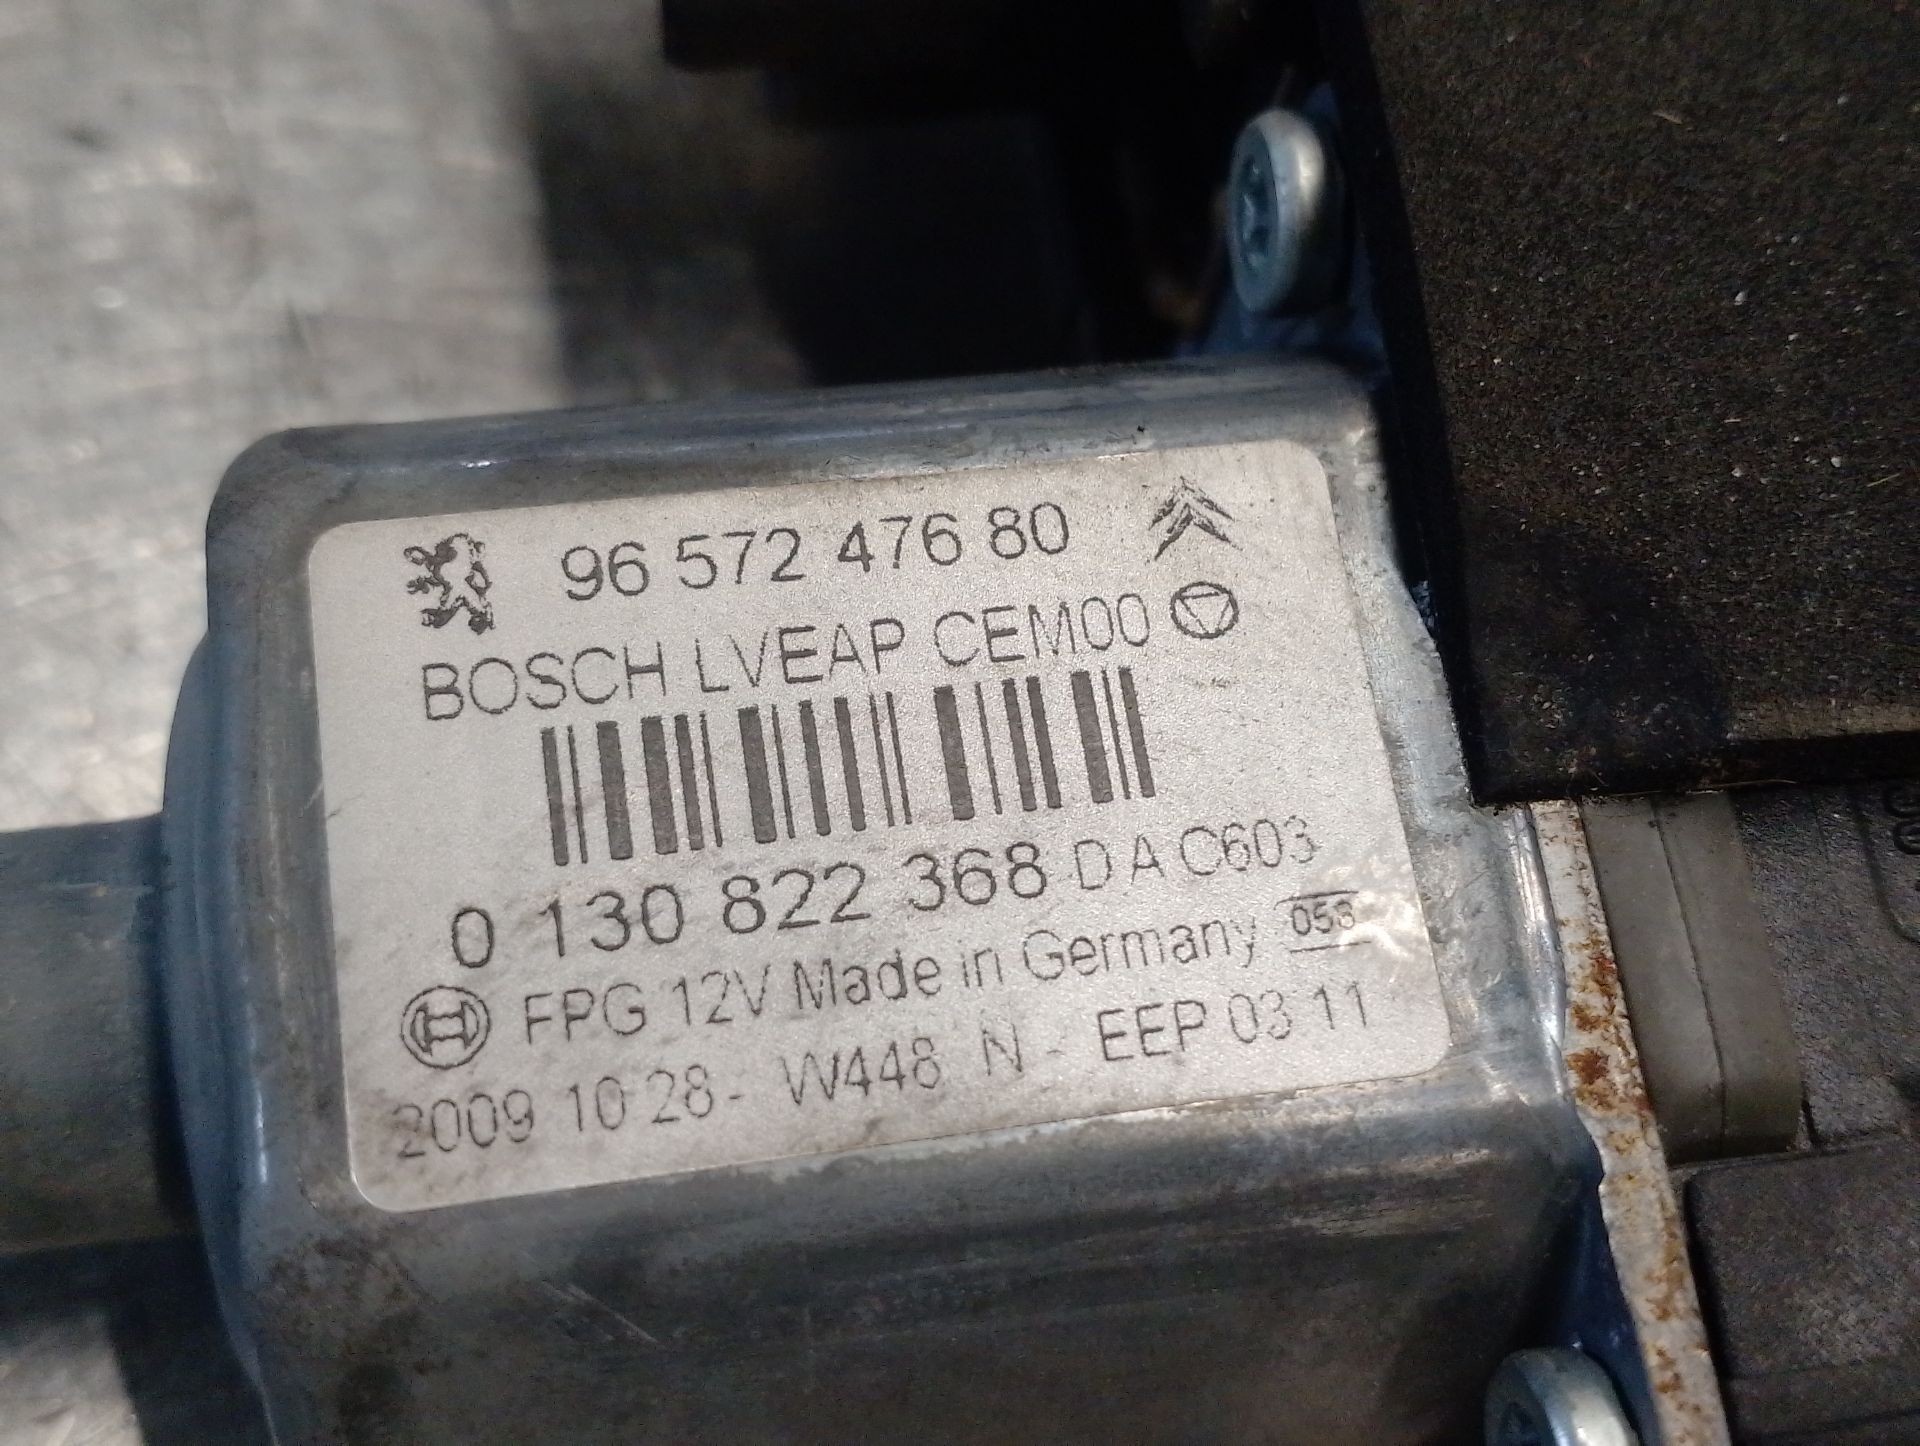 96 572 476 80
BOSCH LVEAP CEM00
0 130 822 368 D A C603
FPG 12V Made in Germany
2009 10 28- W448 N - EEP 03 11